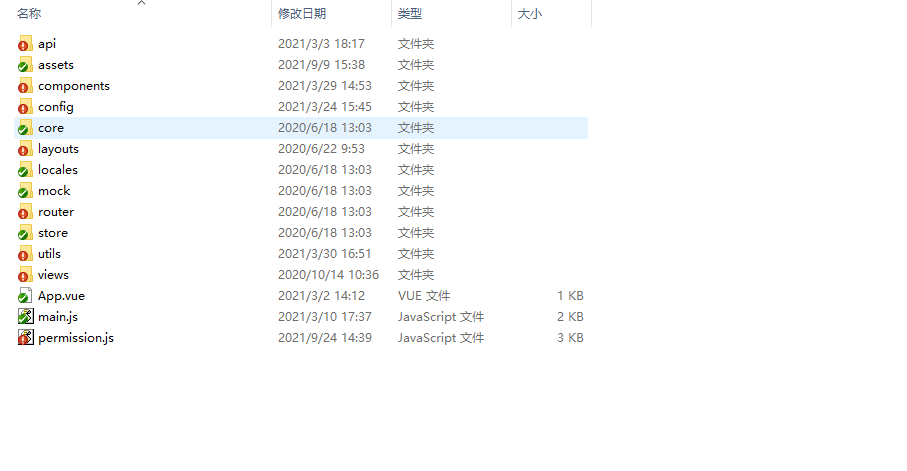 名称 修改日期 类型 大小
api 2021/3/3 18:17 文件夹
assets 2021/9/9 15:38 文件夹
components 2021/3/29 14:53 文件夹
config 2021/3/24 15:45 文件夹
core 2020/6/18 13:03 文件夹
layouts 2020/6/22 9:53 文件夹
locales 2020/6/18 13:03 文件夹
mock 2020/6/18 13:03 文件夹
router 2020/6/18 13:03 文件夹
store 2020/6/18 13:03 文件夹
utils 2021/3/30 16:51 文件夹
views 2020/10/14 10:36 文件夹
App.vue 2021/3/2 14:12 VUE 文件 1 KB
main.js 2021/3/10 17:37 JavaScript 文件 2 KB
permission.js 2021/9/24 14:39 JavaScript 文件 3 KB